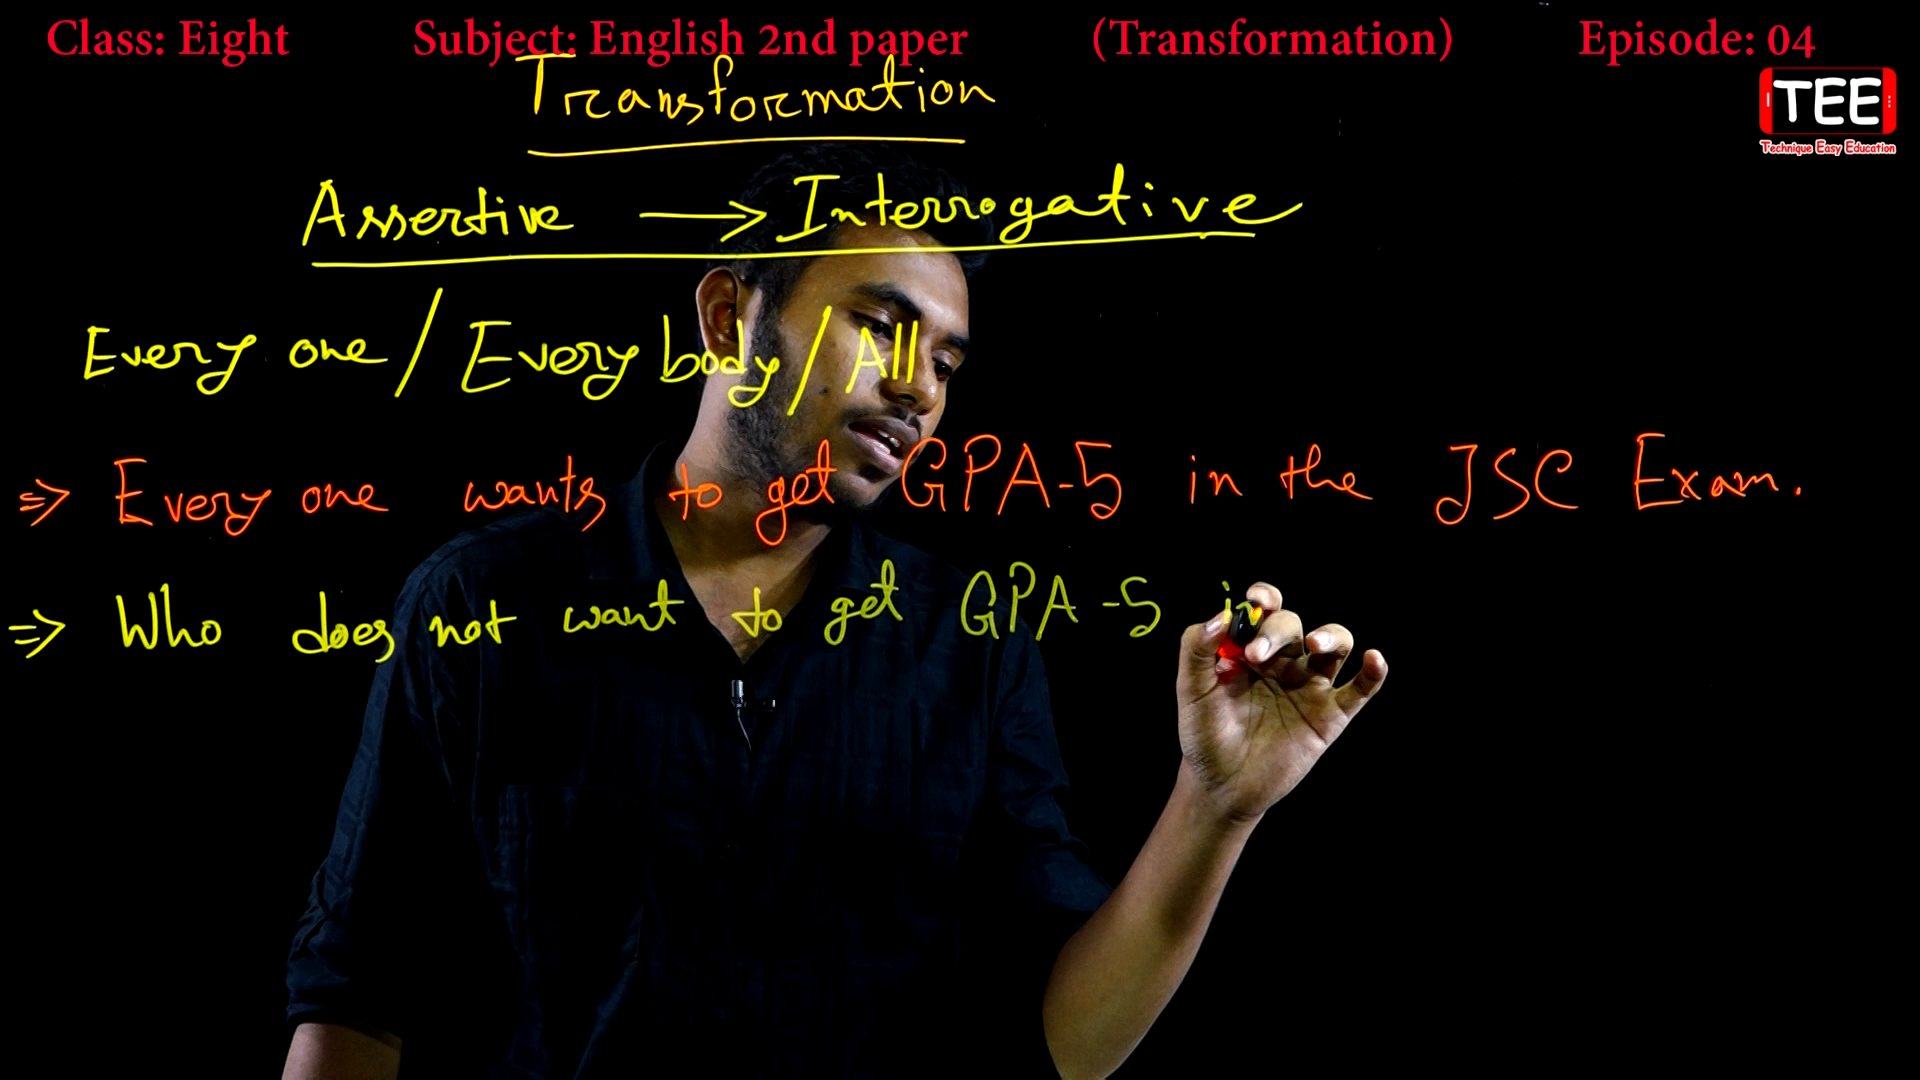 Class: Eight Subject: English 2nd paper (Transformation) Episode: 04
TEE
Technique Easy Education
Transformation
Assertive → Interrogative
Every one / Every body / All
⇒ Every one wants to get GPA-5 in the JSC Exam.
⇒ Who does not want to get GPA-5 in